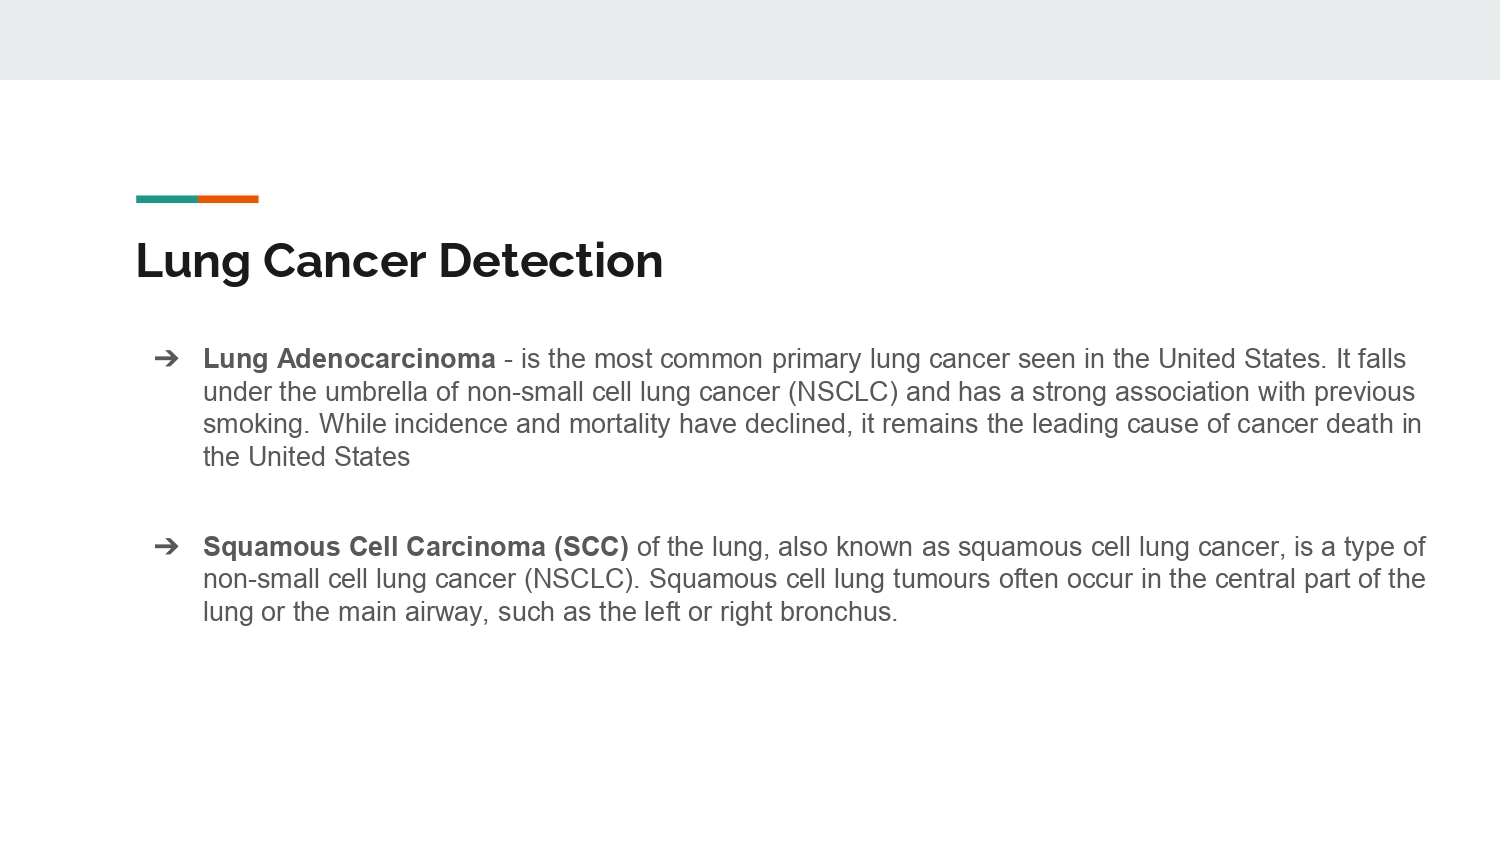 Lung Cancer Detection
➔ Lung Adenocarcinoma - is the most common primary lung cancer seen in the United States. It falls
under the umbrella of non-small cell lung cancer (NSCLC) and has a strong association with previous
smoking. While incidence and mortality have declined, it remains the leading cause of cancer death in
the United States
➔ Squamous Cell Carcinoma (SCC) of the lung, also known as squamous cell lung cancer, is a type of
non-small cell lung cancer (NSCLC). Squamous cell lung tumours often occur in the central part of the
lung or the main airway, such as the left or right bronchus.